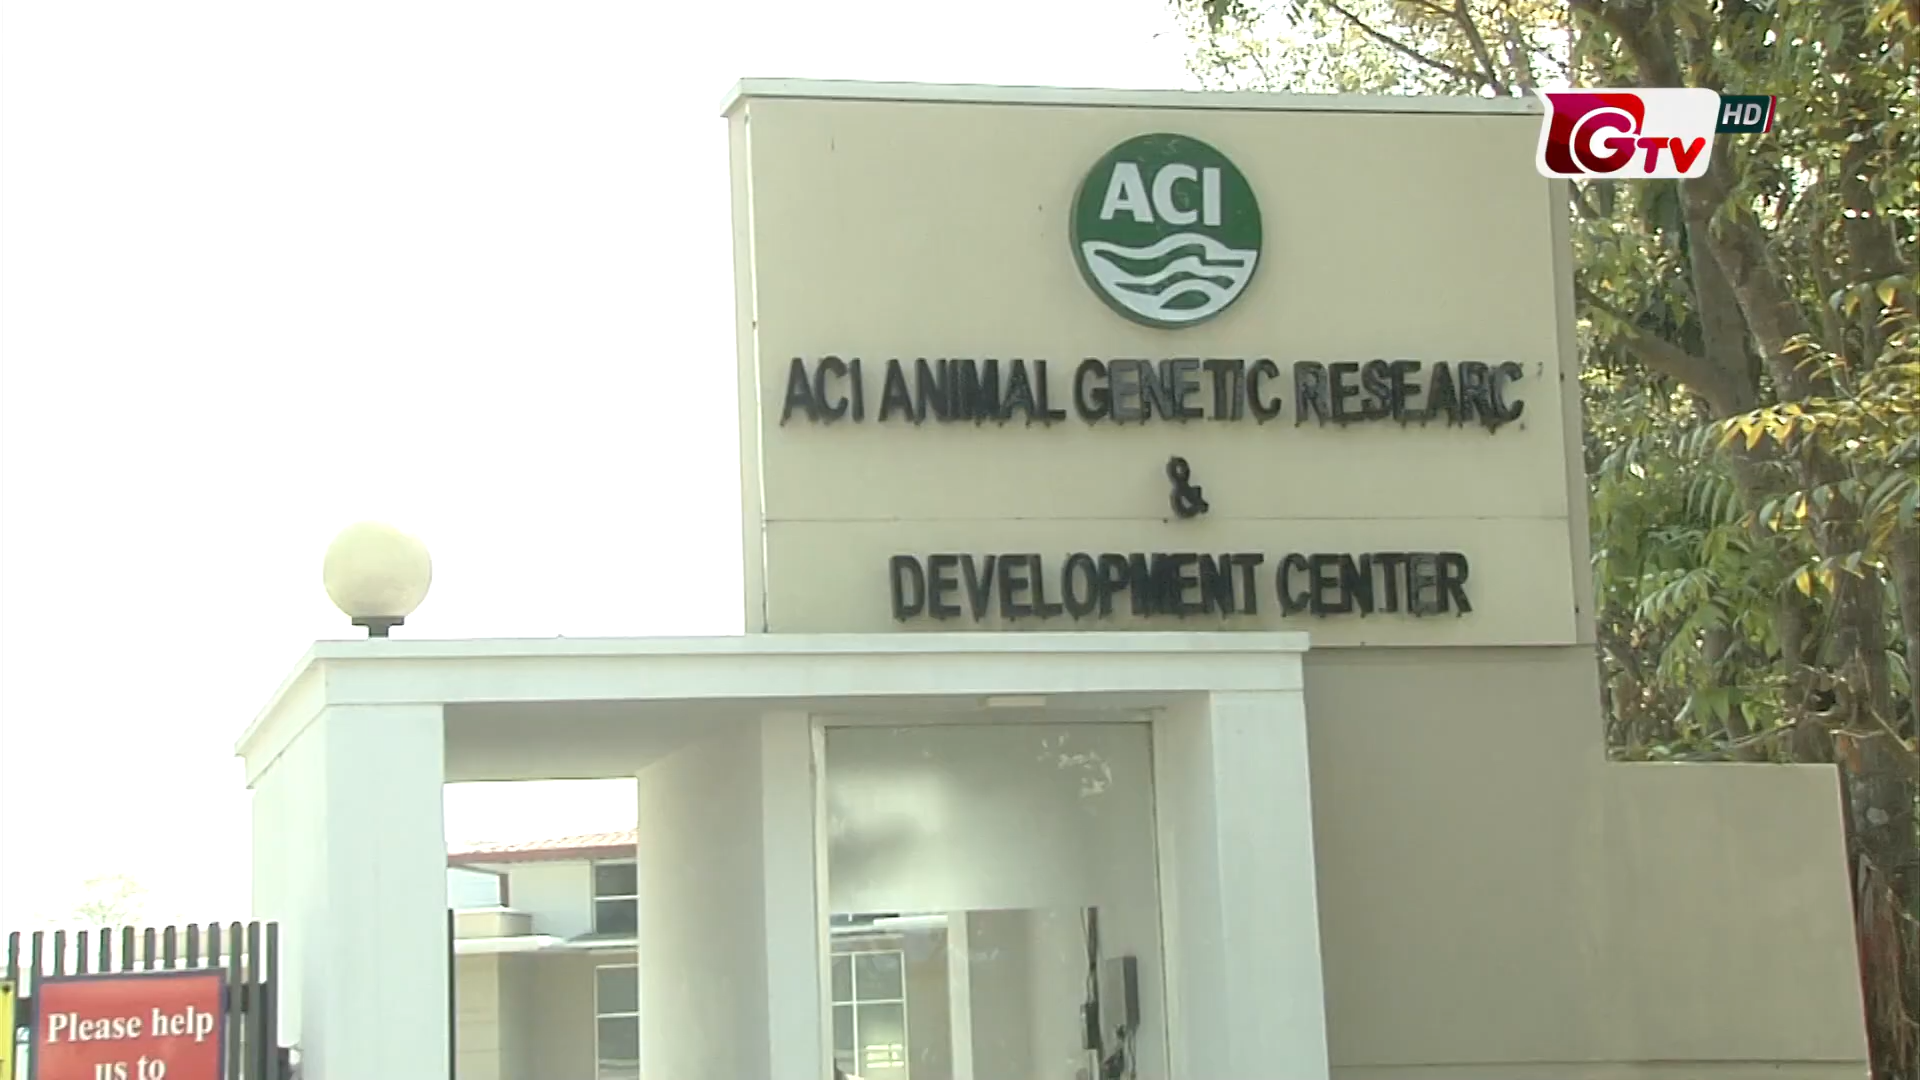 GTV HD
ACI
ACI ANIMAL GENETIC RESEARC
&
DEVELOPMENT CENTER
Please help
us to